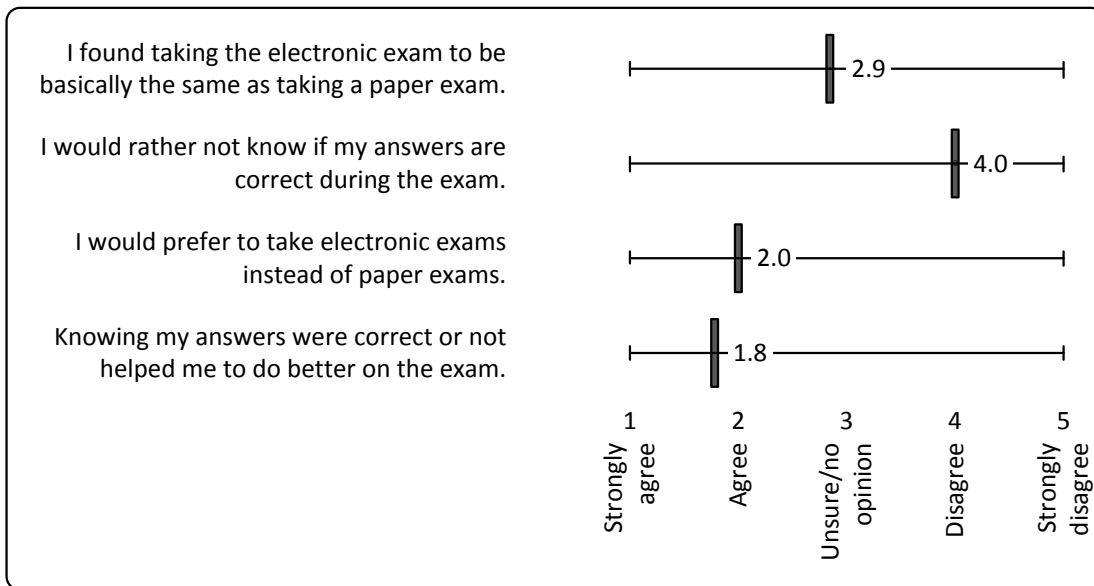 I found taking the electronic exam to be
basically the same as taking a paper exam.
2.9
I would rather not know if my answers are
correct during the exam.
4.0
I would prefer to take electronic exams
instead of paper exams.
2.0
Knowing my answers were correct or not
helped me to do better on the exam.
1.8
1
2
3
4
5
Strongly
agree
Agree
Unsure/no
opinion
Disagree
Strongly
disagree